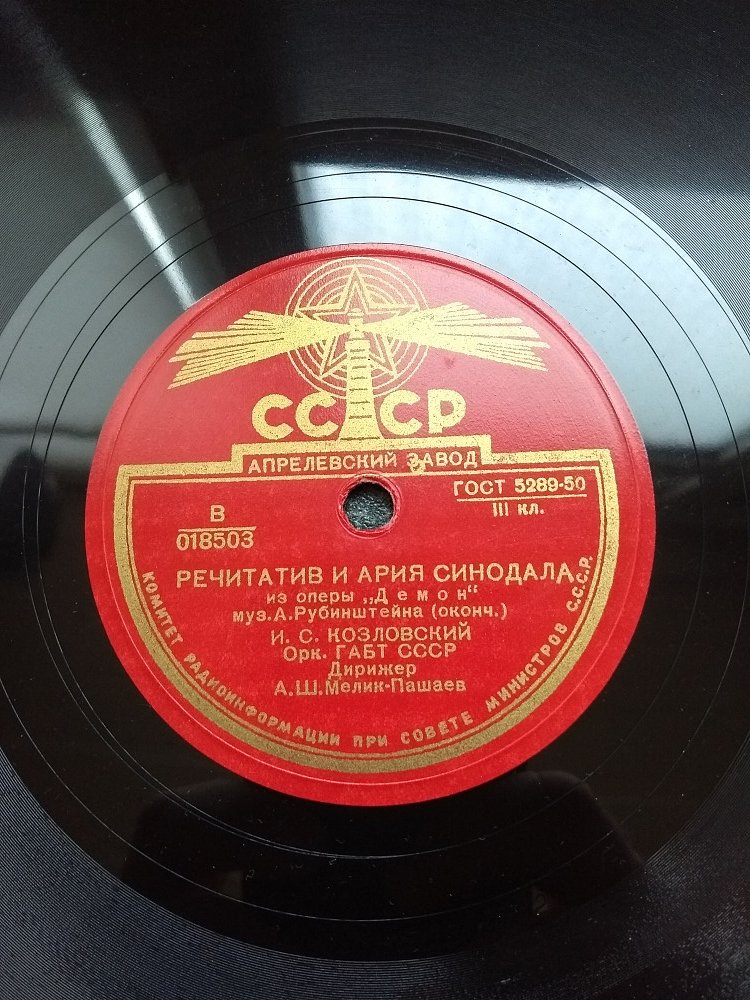 СССР
АПРЕЛЕВСКИЙ ЗАВОД
ГОСТ 5289-50
III кл.
В
018503
РЕЧИТАТИВ И АРИЯ СИНОДАЛА
из оперы „Демон"
муз.А.Рубинштейна (оконч.)
И. С. КОЗЛОВСКИЙ
Орк. ГАБТ СССР
Дирижер
А.Ш.Мелик-Пашаев
КОМИТЕТ РАДИОИНФОРМАЦИИ ПРИ СОВЕТЕ МИНИСТРОВ С.С.С.Р.